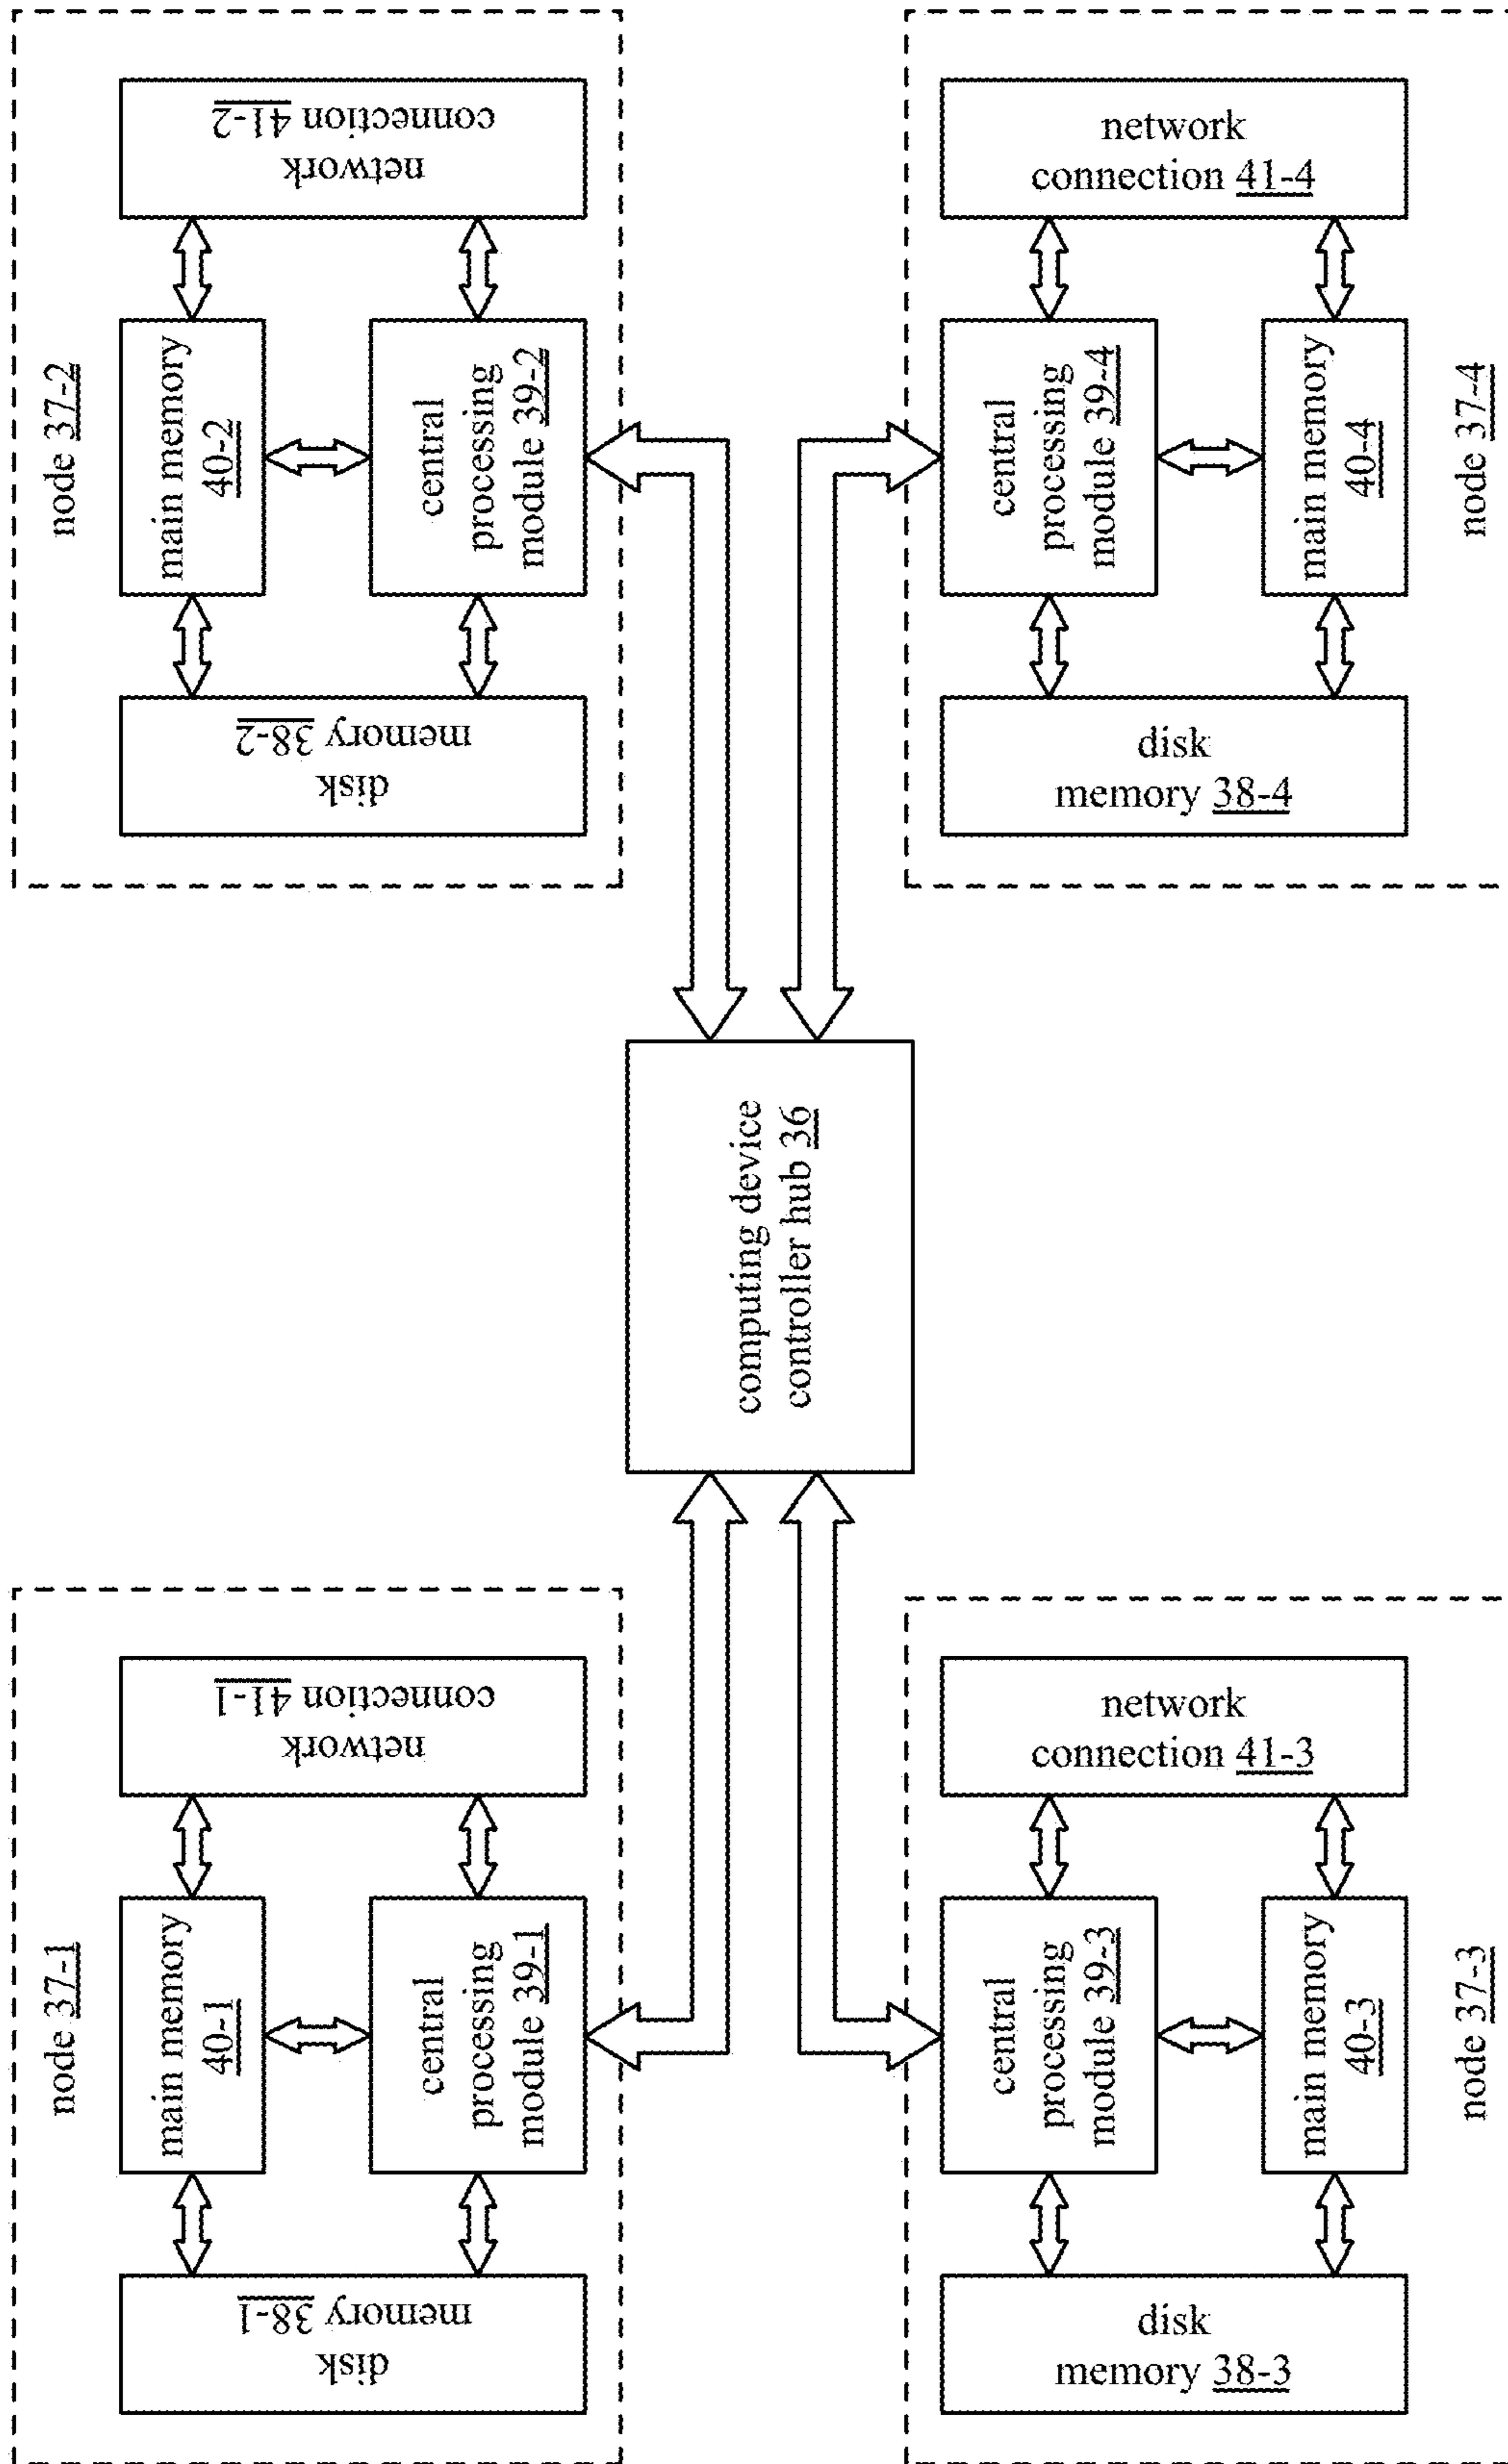 node 37-1
main memory
40-1
central
processing
module 39-1
disk
memory 38-1
network
connection 41-1
node 37-2
main memory
40-2
central
processing
module 39-2
disk
memory 38-2
network
connection 41-2
computing device
controller hub 36
disk
memory 38-3
central
processing
module 39-3
main memory
40-3
network
connection 41-3
node 37-3
disk
memory 38-4
central
processing
module 39-4
main memory
40-4
network
connection 41-4
node 37-4